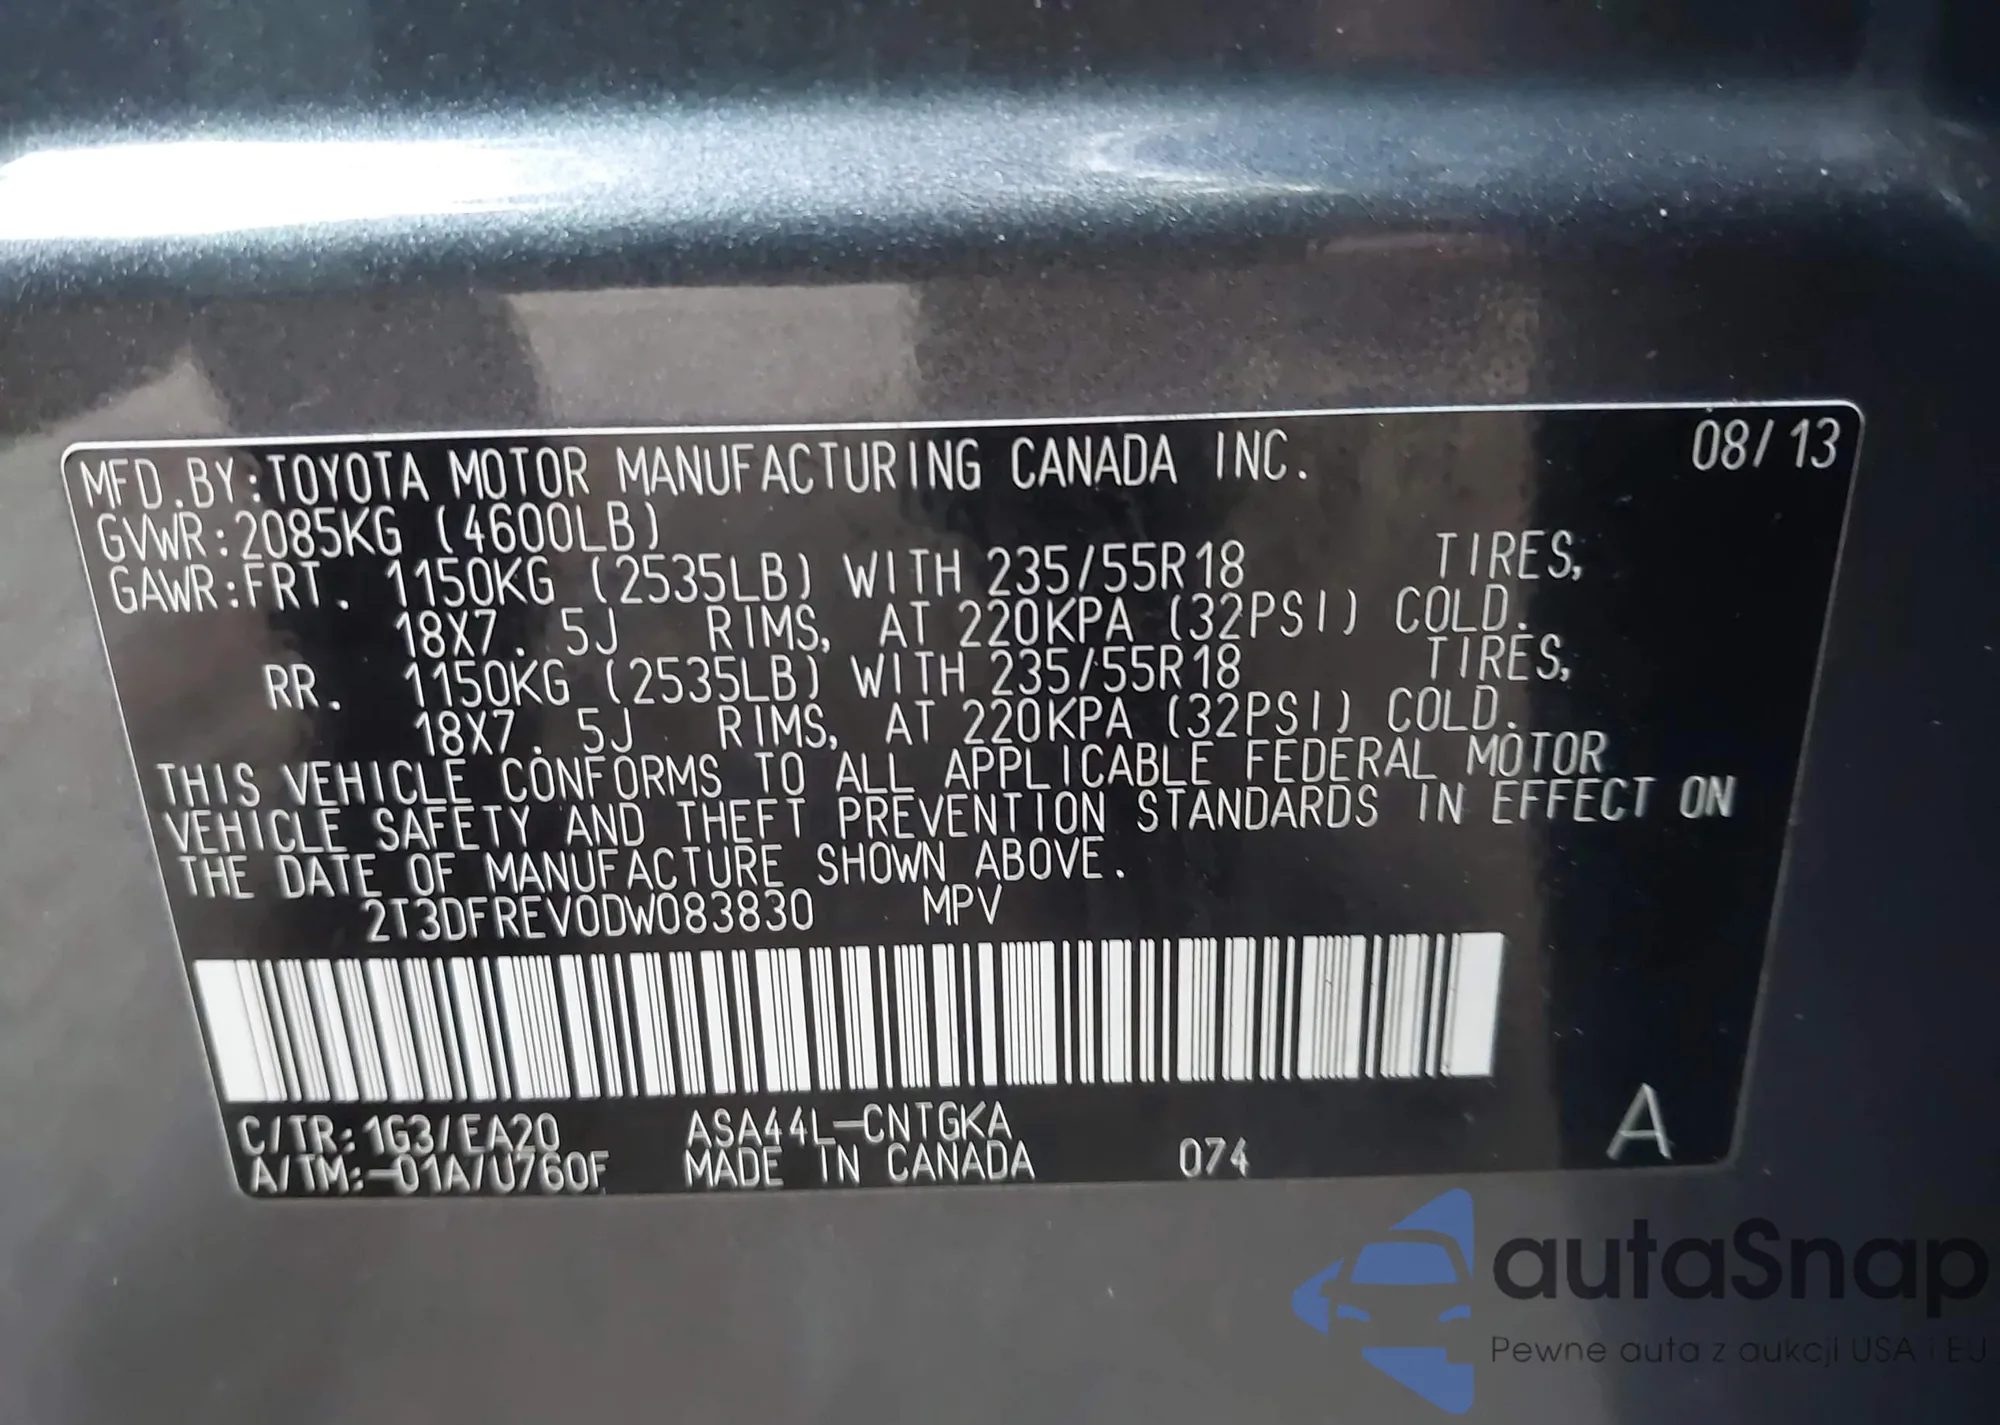 MFD.BY:TOYOTA MOTOR MANUFACTURING CANADA INC. 08/13
GVWR:2085KG (4600LB)
GAWR:FRT. 1150KG (2535LB) WITH 235/55R18 TIRES,
18X7.5J RIMS, AT 220KPA (32PSI) COLD.
RR. 1150KG (2535LB) WITH 235/55R18 TIRES,
18X7.5J RIMS, AT 220KPA (32PSI) COLD.
THIS VEHICLE CONFORMS TO ALL APPLICABLE FEDERAL MOTOR
VEHICLE SAFETY AND THEFT PREVENTION STANDARDS IN EFFECT ON
THE DATE OF MANUFACTURE SHOWN ABOVE.
2T3DFREV0DW083830 MPV
C/TR:1G3/EA20 ASA44L-CNTGKA
A/TM:-01A/U760F MADE IN CANADA 074 A
autaSnap
Pewne auta z aukcji USA i EU